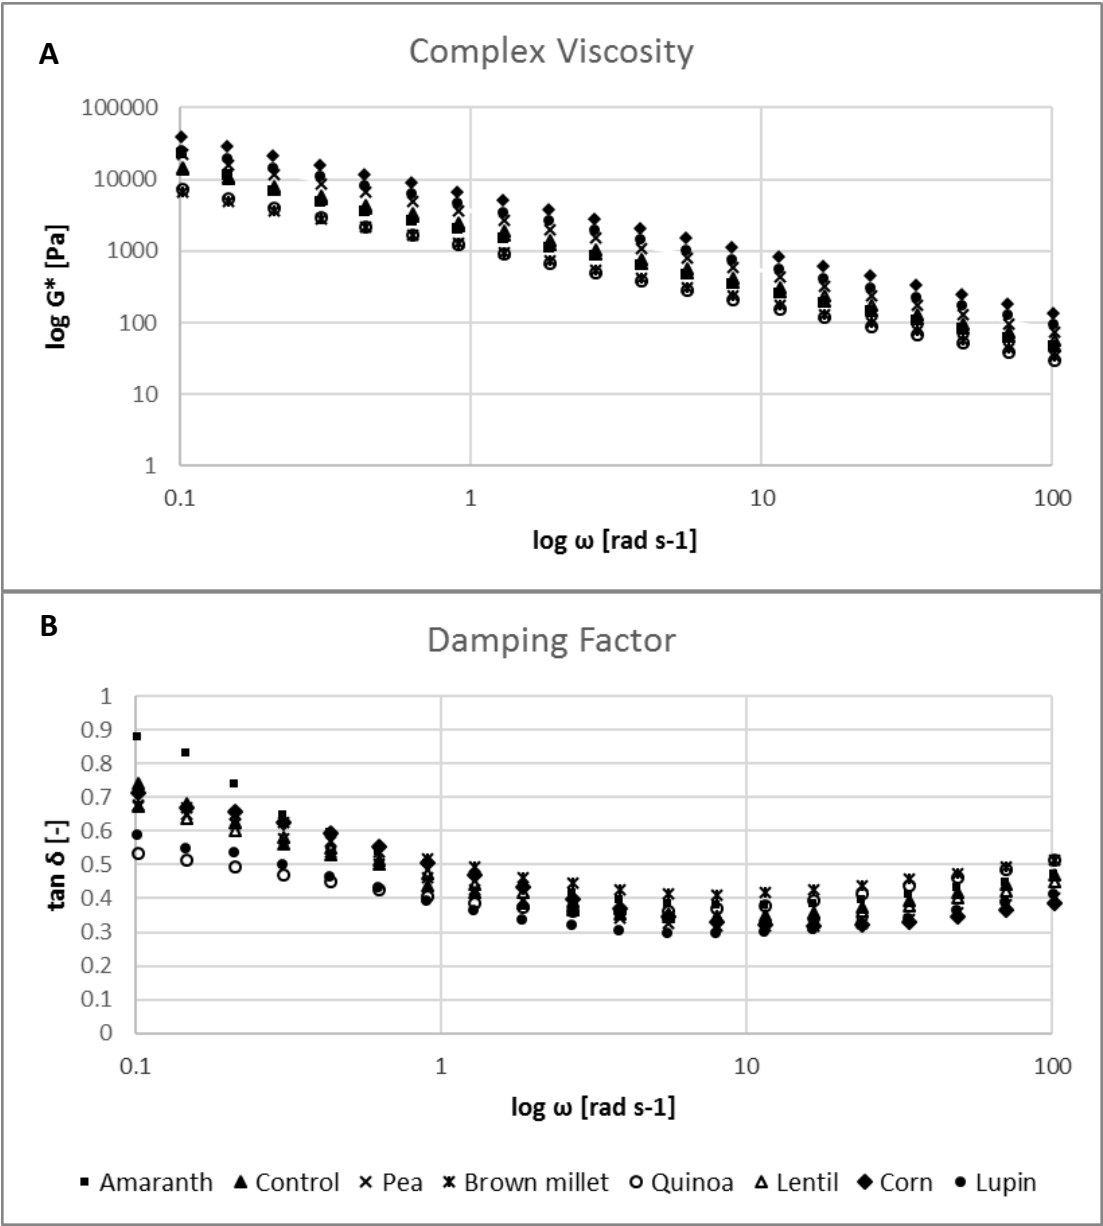 A
Complex Viscosity
100000
10000
1000
100
10
1
log G* [Pa]
0.1 1 10 100
log ω [rad s-1]
B
Damping Factor
1
0.9
0.8
0.7
0.6
0.5
0.4
0.3
0.2
0.1
0
tan δ [-]
0.1 1 10 100
log ω [rad s-1]
Amaranth Control Pea Brown millet Quinoa Lentil Corn Lupin